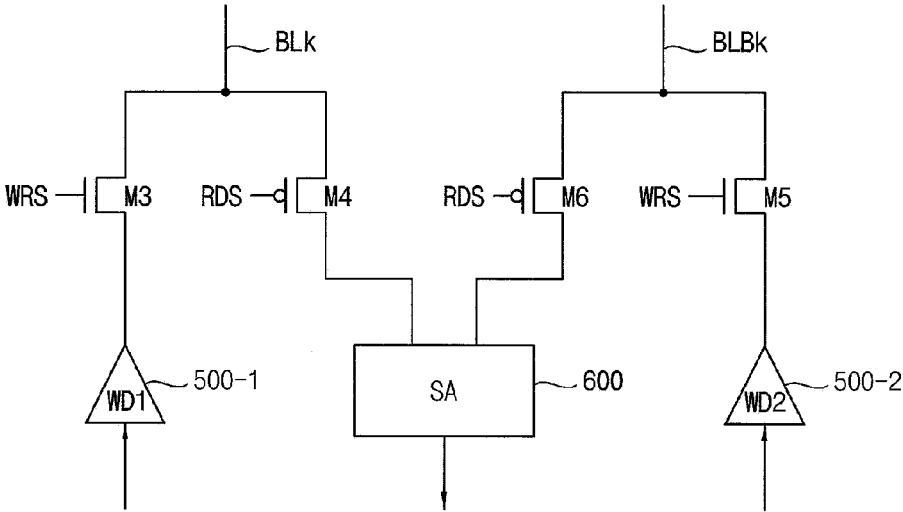 BLk
BLBk
WRS
M3
RDS
M4
RDS
M6
WRS
M5
WD1
500-1
SA
600
WD2
500-2